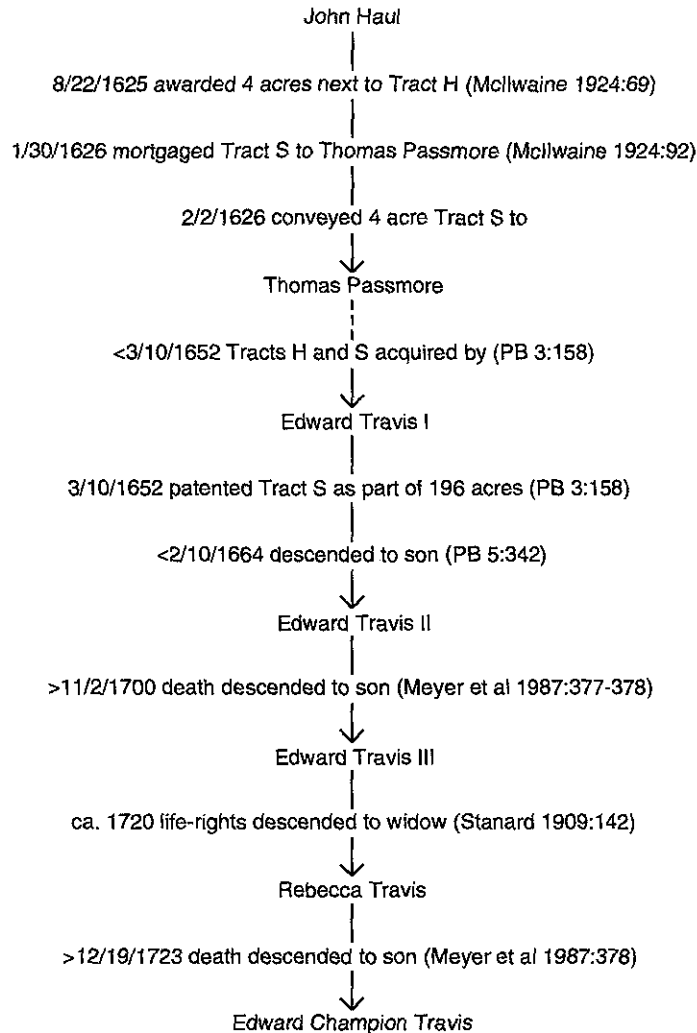 John Haul
8/22/1625 awarded 4 acres next to Tract H (McIlwaine 1924:69)
1/30/1626 mortgaged Tract S to Thomas Passmore (McIlwaine 1924:92)
2/2/1626 conveyed 4 acre Tract S to
Thomas Passmore
<3/10/1652 Tracts H and S acquired by (PB 3:158)
Edward Travis I
3/10/1652 patented Tract S as part of 196 acres (PB 3:158)
<2/10/1664 descended to son (PB 5:342)
Edward Travis II
>11/2/1700 death descended to son (Meyer et al 1987:377-378)
Edward Travis III
ca. 1720 life-rights descended to widow (Stanard 1909:142)
Rebecca Travis
>12/19/1723 death descended to son (Meyer et al 1987:378)
Edward Champion Travis